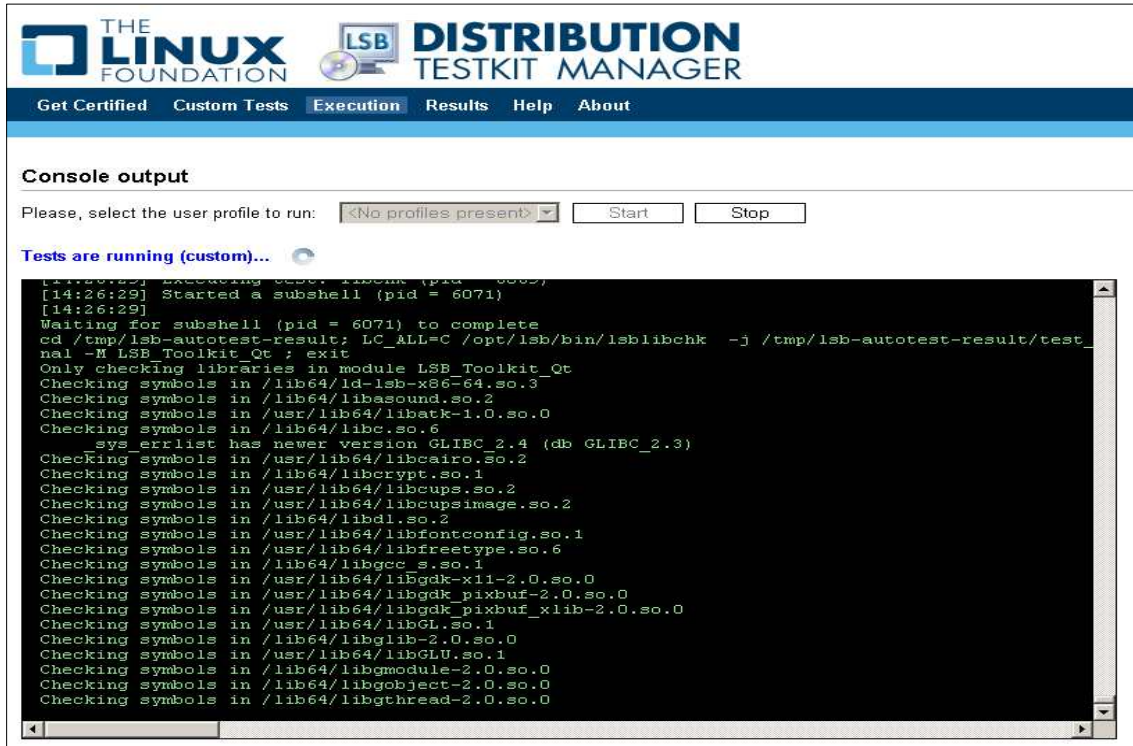 THE
LINUX
FOUNDATION
LSB
DISTRIBUTION
TESTKIT MANAGER
Get Certified Custom Tests Execution Results Help About
Console output
Please, select the user profile to run: <No profiles present> Start Stop
Tests are running (custom)...
[14:26:29] Executing test: libchk (pid
[14:26:29] Started a subshell (pid = 6071)
[14:26:29]
Waiting for subshell (pid = 6071) to complete
cd /tmp/lsb-autotest-result; LC_ALL=C /opt/lsb/bin/lsblibchk -j /tmp/lsb-autotest-result/test_
nal -M LSB_Toolkit_Qt ; exit
Only checking libraries in module LSB_Toolkit_Qt
Checking symbols in /lib64/ld-lsb-x86-64.so.3
Checking symbols in /lib64/libasound.so.2
Checking symbols in /usr/lib64/libatk-1.0.so.0
Checking symbols in /lib64/libc.so.6
_sys_errlist has newer version GLIBC_2.4 (db GLIBC_2.3)
Checking symbols in /usr/lib64/libcairo.so.2
Checking symbols in /lib64/libcrypt.so.1
Checking symbols in /usr/lib64/libcups.so.2
Checking symbols in /usr/lib64/libcupsimage.so.2
Checking symbols in /lib64/libdl.so.2
Checking symbols in /usr/lib64/libfontconfig.so.1
Checking symbols in /usr/lib64/libfreetype.so.6
Checking symbols in /lib64/libgcc_s.so.1
Checking symbols in /usr/lib64/libgdk-x11-2.0.so.0
Checking symbols in /usr/lib64/libgdk_pixbuf-2.0.so.0
Checking symbols in /usr/lib64/libgdk_pixbuf_xlib-2.0.so.0
Checking symbols in /usr/lib64/libGL.so.1
Checking symbols in /lib64/libglib-2.0.so.0
Checking symbols in /usr/lib64/libGLU.so.1
Checking symbols in /lib64/libgmodule-2.0.so.0
Checking symbols in /lib64/libgobject-2.0.so.0
Checking symbols in /lib64/libgthread-2.0.so.0